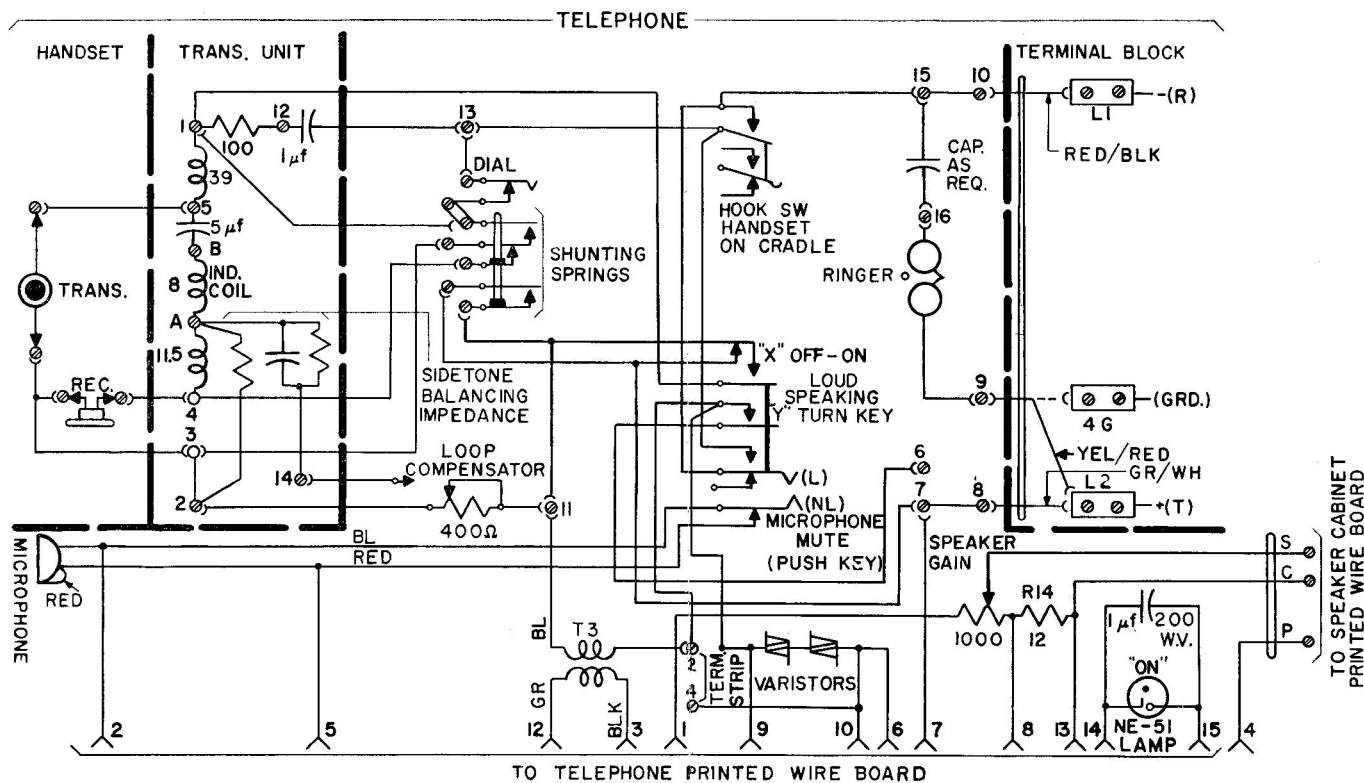 TELEPHONE
HANDSET
TRANS. UNIT
TERMINAL BLOCK
1
100
12
1 μf
13
15
10
L1
-(R)
RED/BLK
39
5
5 μf
B
8
IND. COIL
A
11.5
TRANS.
REC.
4
3
2
14
DIAL
SHUNTING
SPRINGS
SIDETONE
BALANCING
IMPEDANCE
LOOP
COMPENSATOR
400Ω
11
HOOK SW
HANDSET
ON CRADLE
CAP.
AS
REQ.
16
RINGER
"X" OFF-ON
LOUD
SPEAKING
"Y" TURN KEY
(L)
(NL)
MICROPHONE
MUTE
(PUSH KEY)
9
4 G
(GRD.)
YEL/RED
GR/WH
L2
+(T)
6
7
8
MICROPHONE
RED
BL
RED
SPEAKER
GAIN
1000
R14
12
S
C
P
TO SPEAKER CABINET
PRINTED WIRE BOARD
1 μf
200
W.V.
"ON"
NE-51
LAMP
BL
T3
GR
BLK
2
4
TERM.
STRIP
VARISTORS
2
5
12
3
1
9
10
6
7
8
13
14
15
4
TO TELEPHONE PRINTED WIRE BOARD